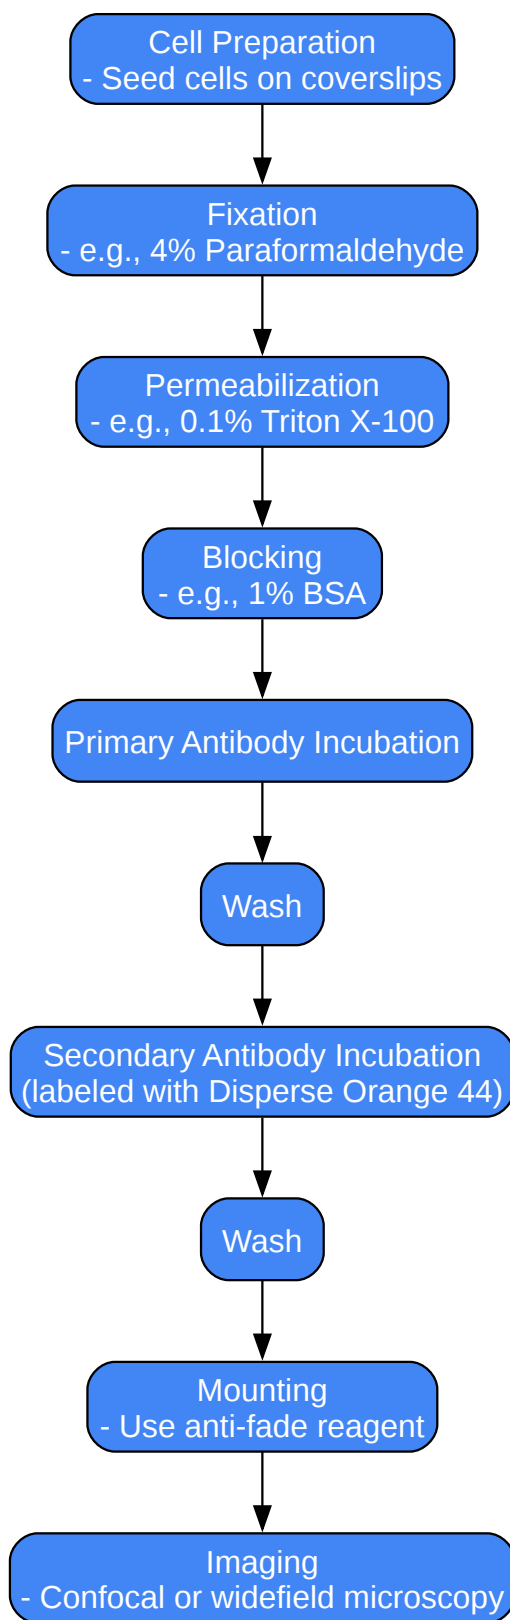 Cell Preparation
- Seed cells on coverslips
Fixation
- e.g., 4% Paraformaldehyde
Permeabilization
- e.g., 0.1% Triton X-100
Blocking
- e.g., 1% BSA
Primary Antibody Incubation
Wash
Secondary Antibody Incubation
(labeled with Disperse Orange 44)
Wash
Mounting
- Use anti-fade reagent
Imaging
- Confocal or widefield microscopy